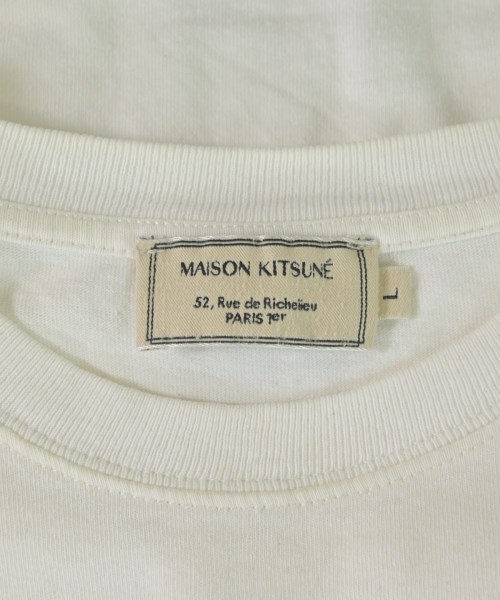 MAISON KITSUNÉ
52, Rue de Richelieu
PARIS 1er
L